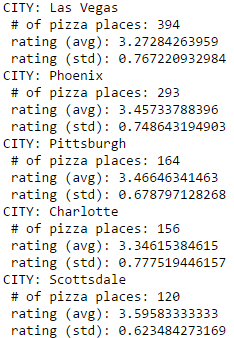 CITY: Las Vegas
# of pizza places: 394
rating (avg): 3.27284263959
rating (std): 0.767220932984
CITY: Phoenix
# of pizza places: 293
rating (avg): 3.45733788396
rating (std): 0.748643194903
CITY: Pittsburgh
# of pizza places: 164
rating (avg): 3.46646341463
rating (std): 0.678797128268
CITY: Charlotte
# of pizza places: 156
rating (avg): 3.34615384615
rating (std): 0.777519446157
CITY: Scottsdale
# of pizza places: 120
rating (avg): 3.59583333333
rating (std): 0.623484273169